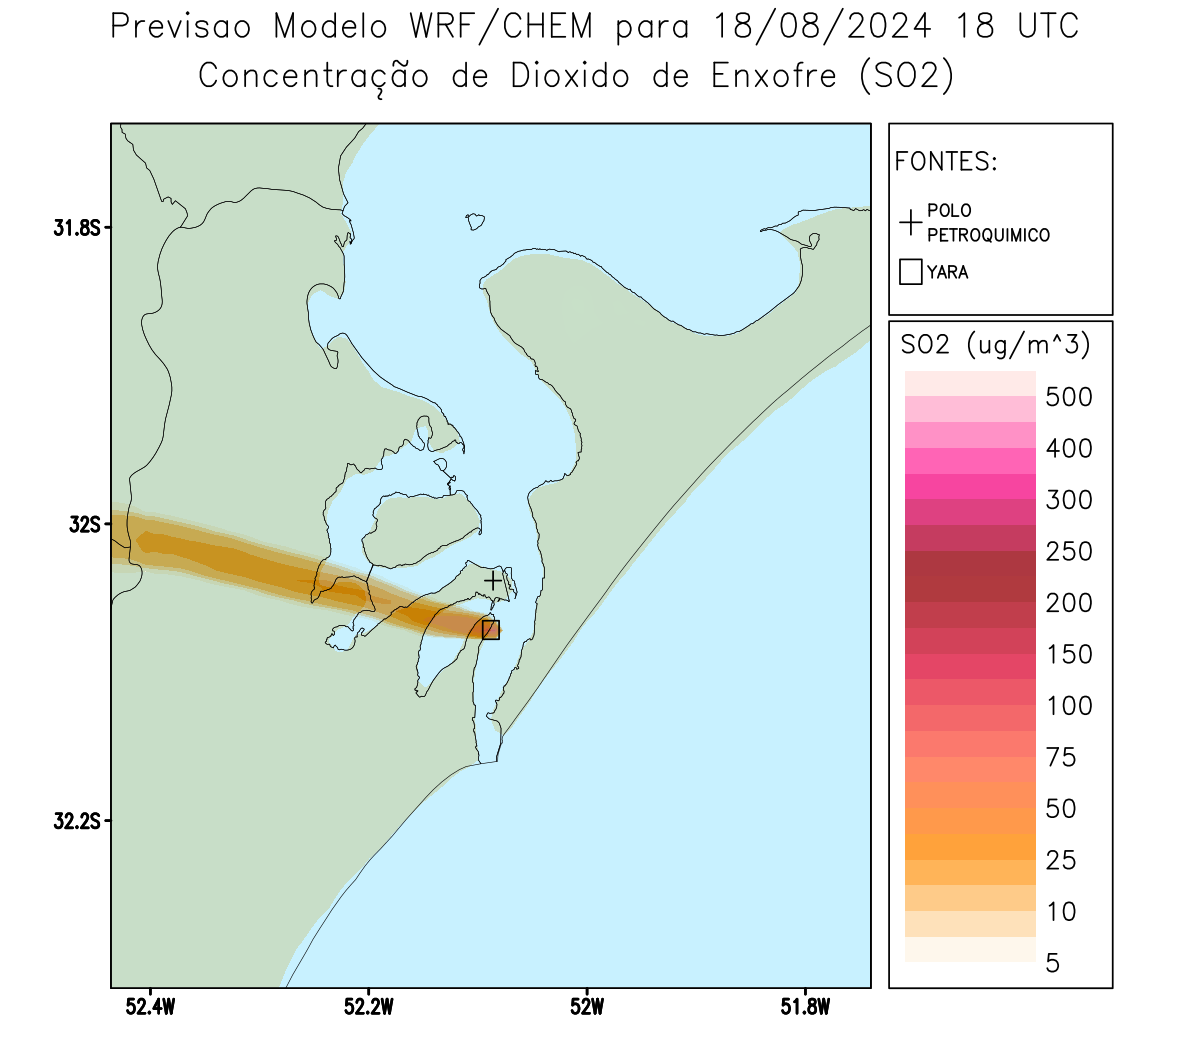 Previsao Modelo WRF/CHEM para 18/08/2024 18 UTC
Concentração de Dioxido de Enxofre (SO2)
FONTES:
POLO
PETROQUIMICO
YARA
31.8S
32S
32.2S
52.4W
52.2W
52W
51.8W
SO2 (ug/m^3)
500
400
300
250
200
150
100
75
50
25
10
5